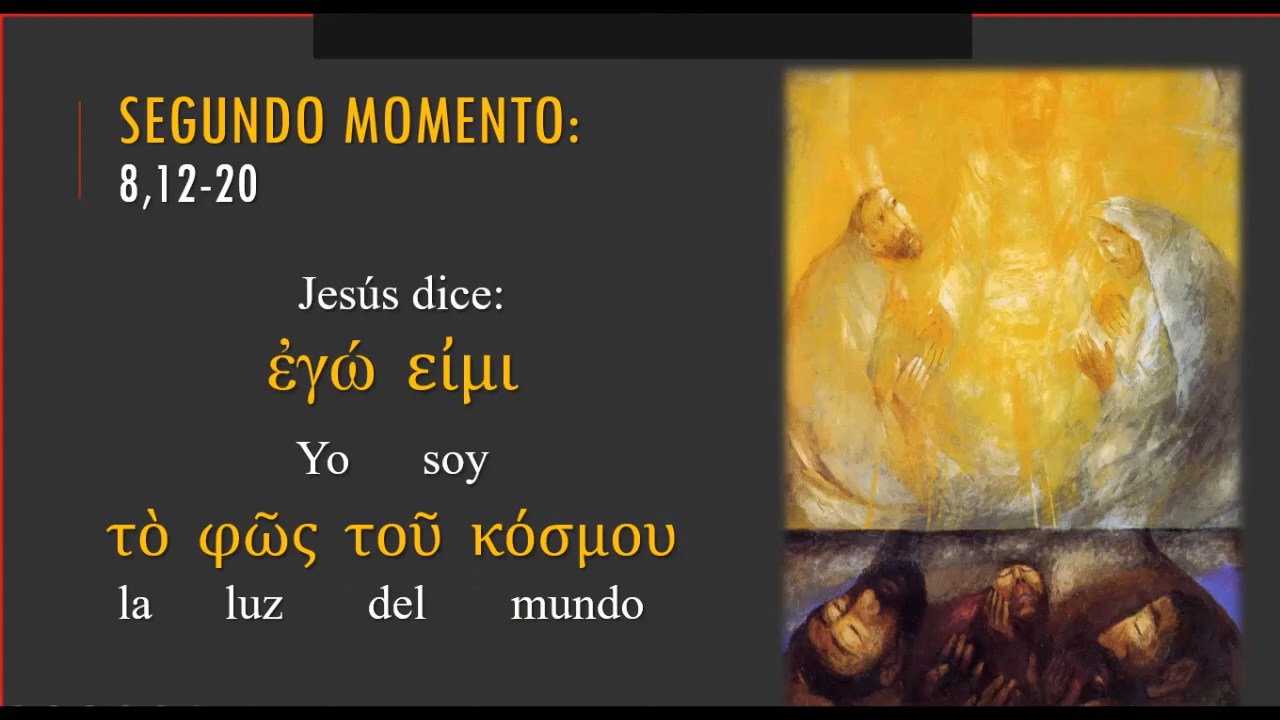 SEGUNDO MOMENTO:
8,12-20
Jesús dice:
ἐγώ εἰμι
Yo soy
τὸ φῶς τοῦ κόσμου
la luz del mundo